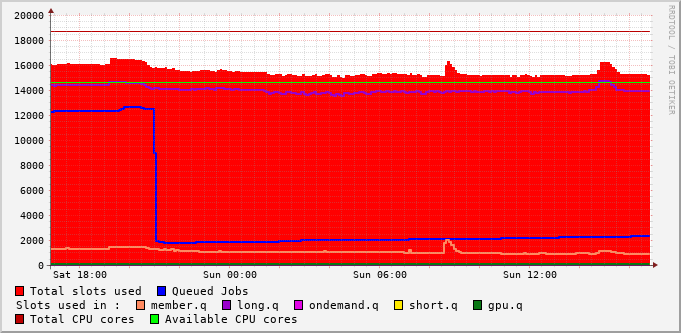 20000
18000
16000
14000
12000
10000
8000
6000
4000
2000
0
Sat 18:00 Sun 00:00 Sun 06:00 Sun 12:00
RRDTOOL / TOBI OETIKER
Total slots used Queued Jobs
Slots used in : member.q long.q ondemand.q short.q gpu.q
Total CPU cores Available CPU cores